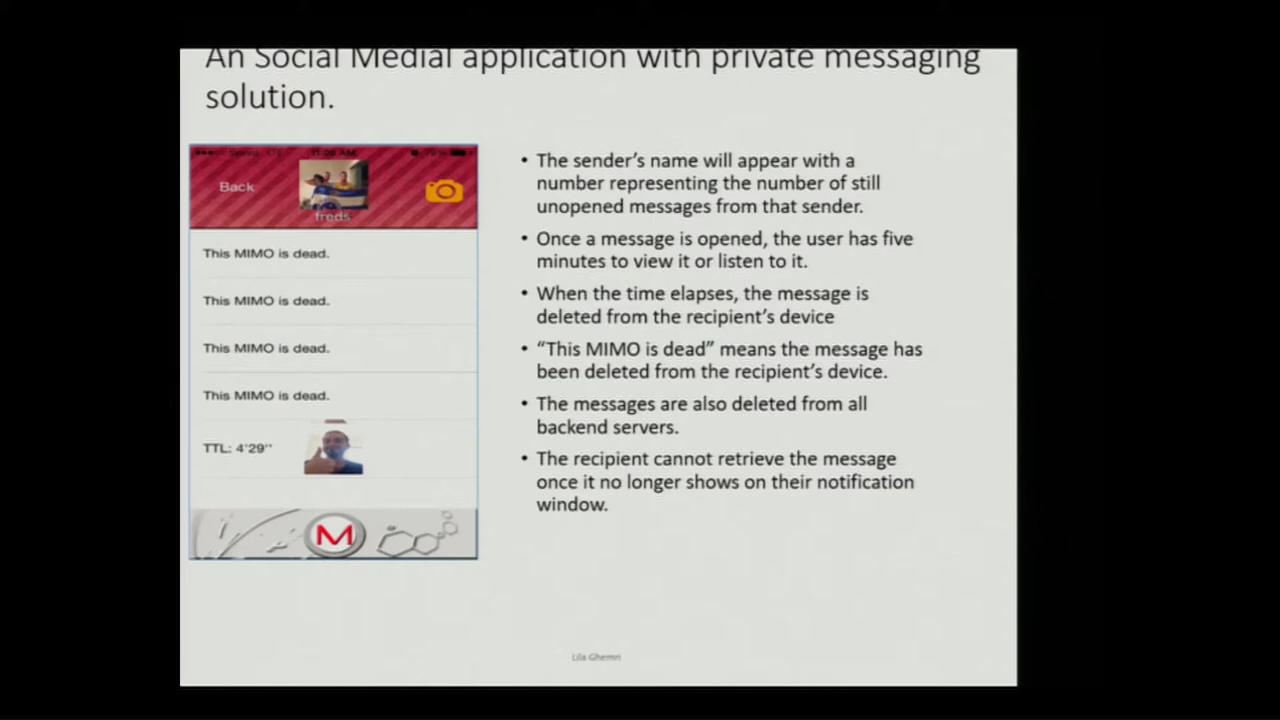 An Social Medial application with private messaging
solution.
11:06 AM
Back
freds
This MIMO is dead.
This MIMO is dead.
This MIMO is dead.
This MIMO is dead.
TTL: 4'29''
M
• The sender's name will appear with a
number representing the number of still
unopened messages from that sender.
• Once a message is opened, the user has five
minutes to view it or listen to it.
• When the time elapses, the message is
deleted from the recipient's device
• “This MIMO is dead” means the message has
been deleted from the recipient's device.
• The messages are also deleted from all
backend servers.
• The recipient cannot retrieve the message
once it no longer shows on their notification
window.
Lila Ghemri